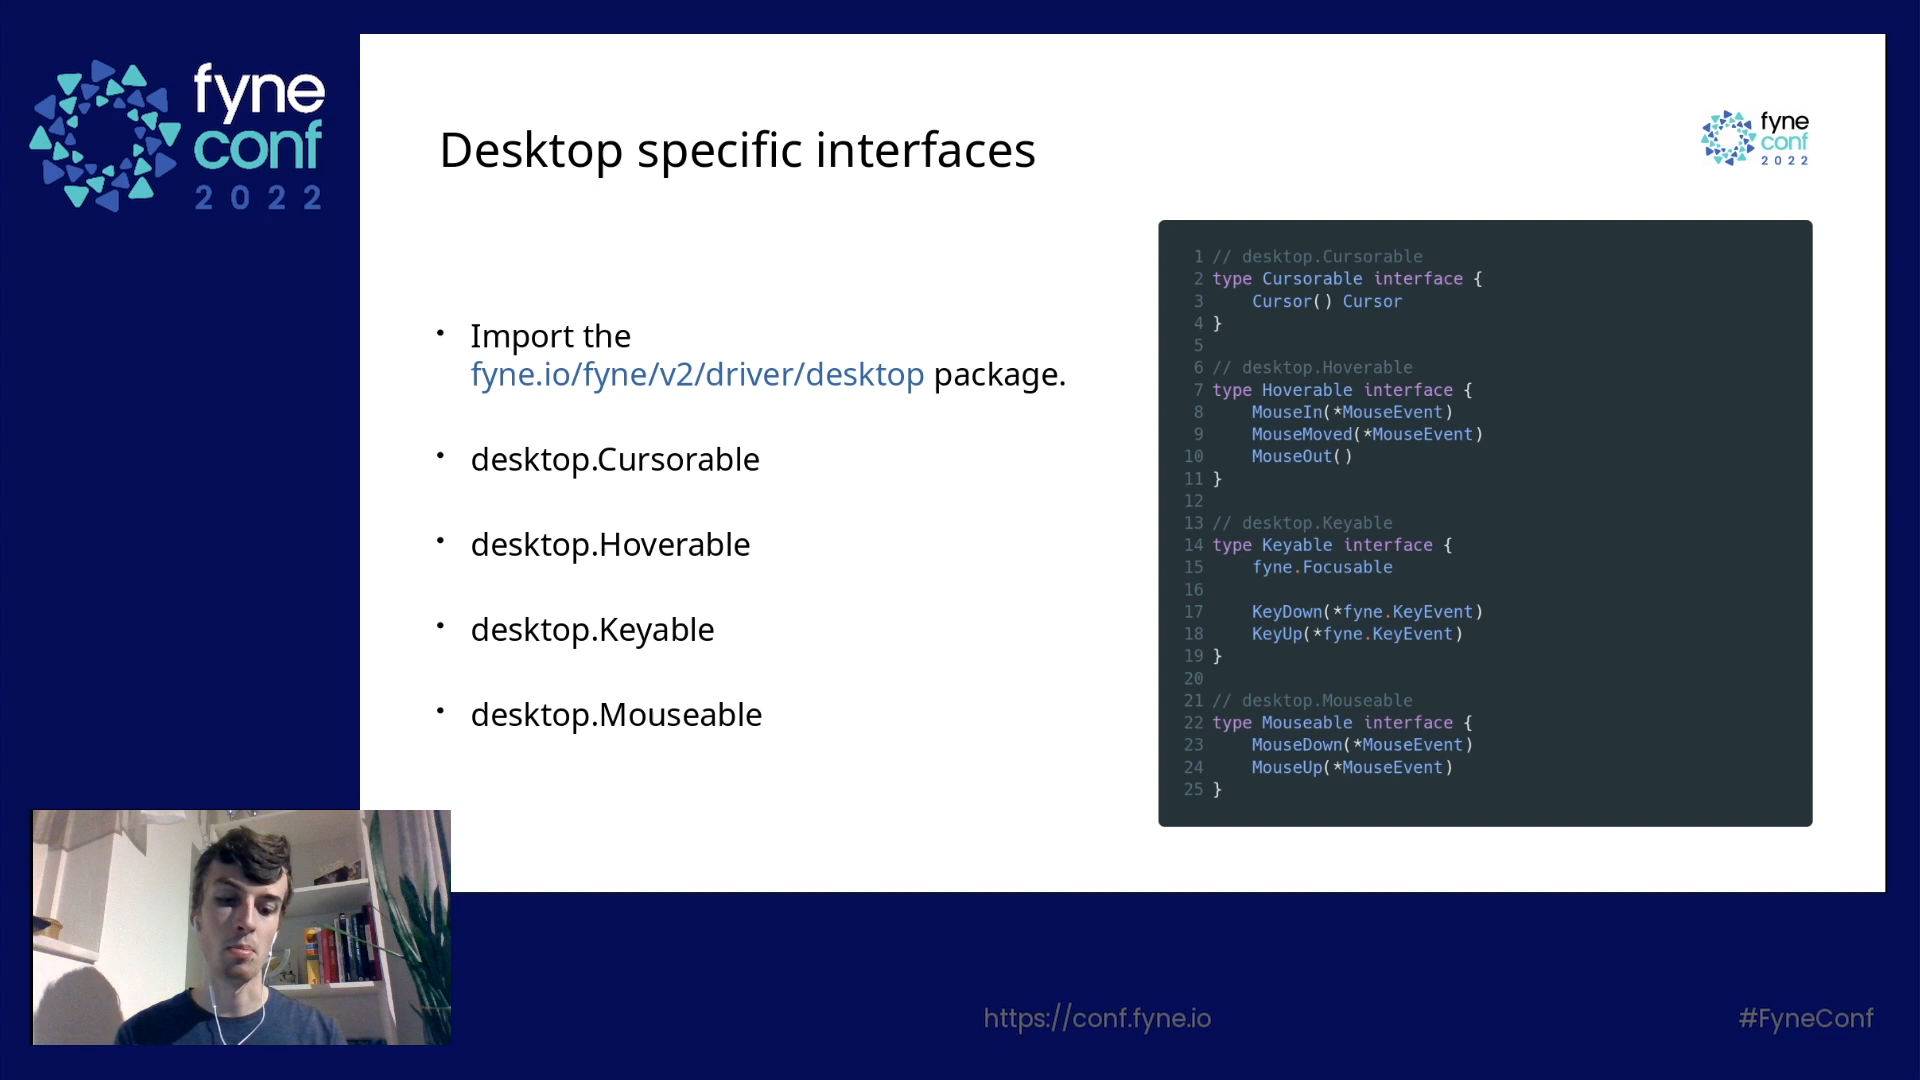 fyne
conf
2022
Desktop specific interfaces
fyne
conf
2022
• Import the
fyne.io/fyne/v2/driver/desktop package.
• desktop.Cursorable
• desktop.Hoverable
• desktop.Keyable
• desktop.Mouseable
1 // desktop.Cursorable
2 type Cursorable interface {
3     Cursor() Cursor
4 }
5
6 // desktop.Hoverable
7 type Hoverable interface {
8     MouseIn(*MouseEvent)
9     MouseMoved(*MouseEvent)
10     MouseOut()
11 }
12
13 // desktop.Keyable
14 type Keyable interface {
15     fyne.Focusable
16
17     KeyDown(*fyne.KeyEvent)
18     KeyUp(*fyne.KeyEvent)
19 }
20
21 // desktop.Mouseable
22 type Mouseable interface {
23     MouseDown(*MouseEvent)
24     MouseUp(*MouseEvent)
25 }
https://conf.fyne.io
#FyneConf